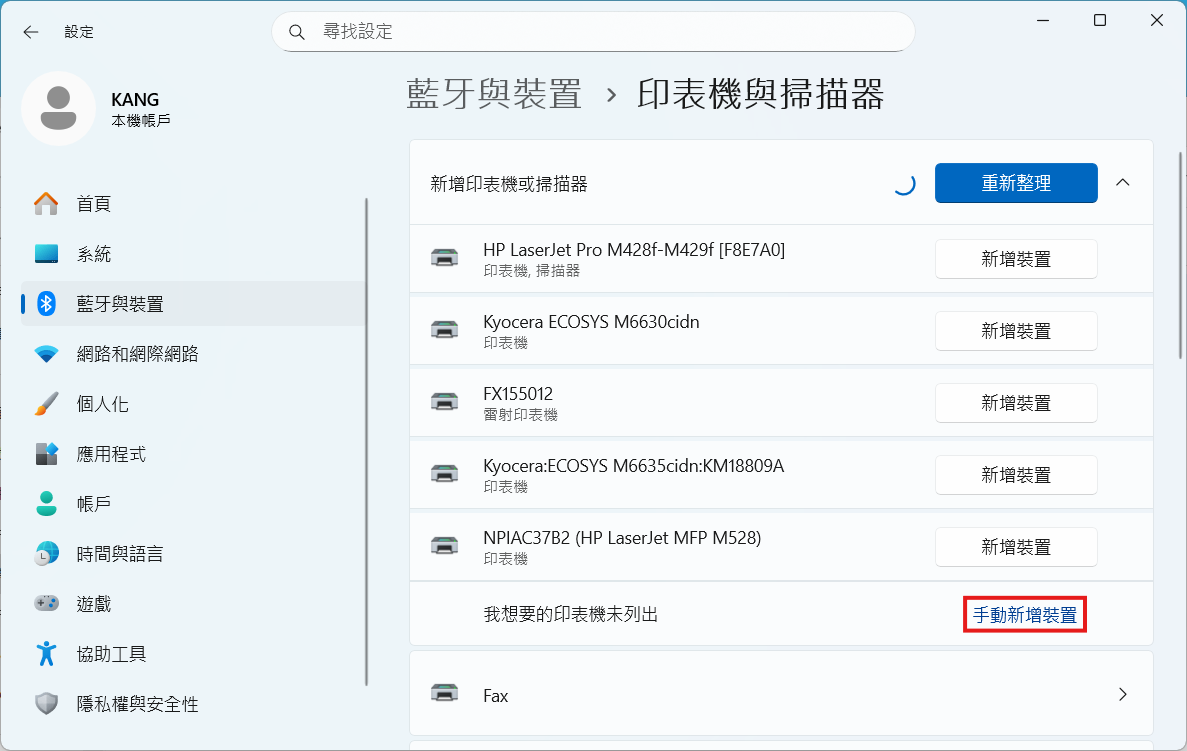 設定
尋找設定
KANG
本機帳戶
首頁
系統
藍牙與裝置
網路和網際網路
個人化
應用程式
帳戶
時間與語言
遊戲
協助工具
隱私權與安全性
藍牙與裝置 › 印表機與掃描器
新增印表機或掃描器
重新整理
HP LaserJet Pro M428f-M429f [F8E7A0]
印表機, 掃描器
新增裝置
Kyocera ECOSYS M6630cidn
印表機
新增裝置
FX155012
雷射印表機
新增裝置
Kyocera:ECOSYS M6635cidn:KM18809A
印表機
新增裝置
NPIAC37B2 (HP LaserJet MFP M528)
印表機
新增裝置
我想要的印表機未列出
手動新增裝置
Fax